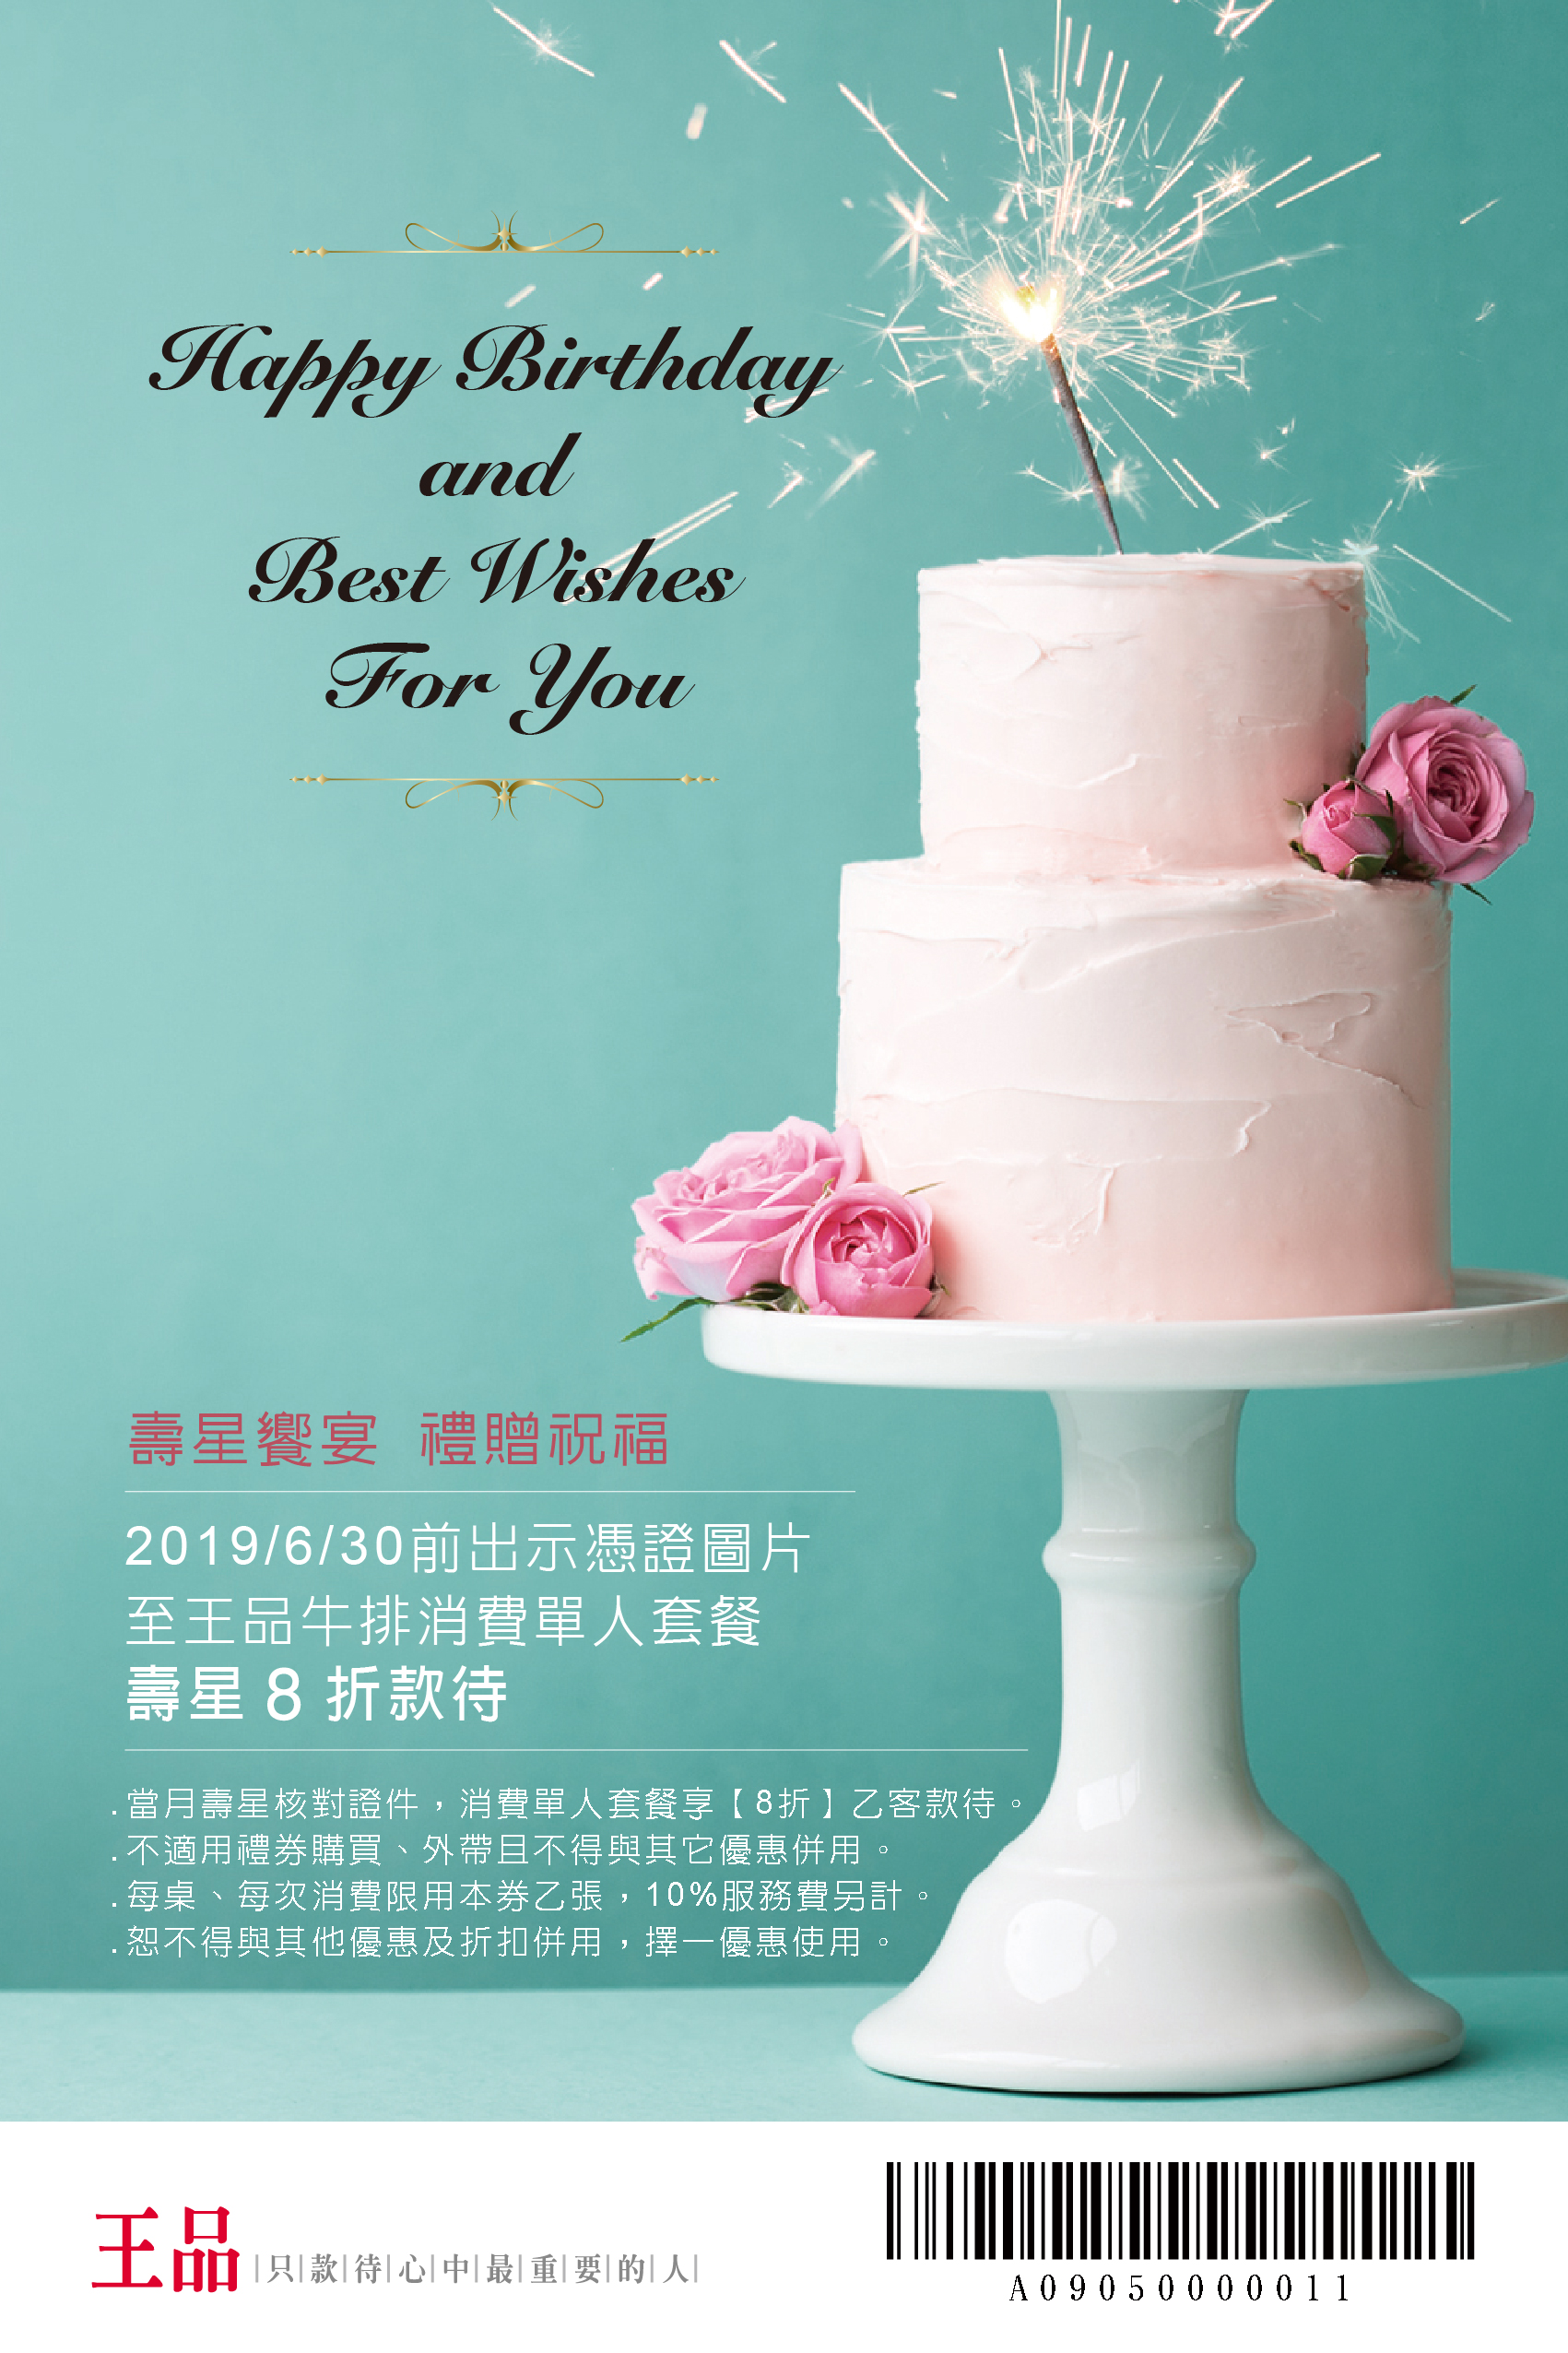 Happy Birthday
and
Best Wishes
For You
壽星饗宴 禮贈祝福
2019/6/30前出示憑證圖片
至王品牛排消費單人套餐
壽星 8 折款待
.當月壽星核對證件，消費單人套餐享【8折】乙客款待。
.不適用禮券購買、外帶且不得與其它優惠併用。
.每桌、每次消費限用本券乙張，10%服務費另計。
.恕不得與其他優惠及折扣併用，擇一優惠使用。
王品 |只|款|待|心|中|最|重|要|的|人|
A09050000011